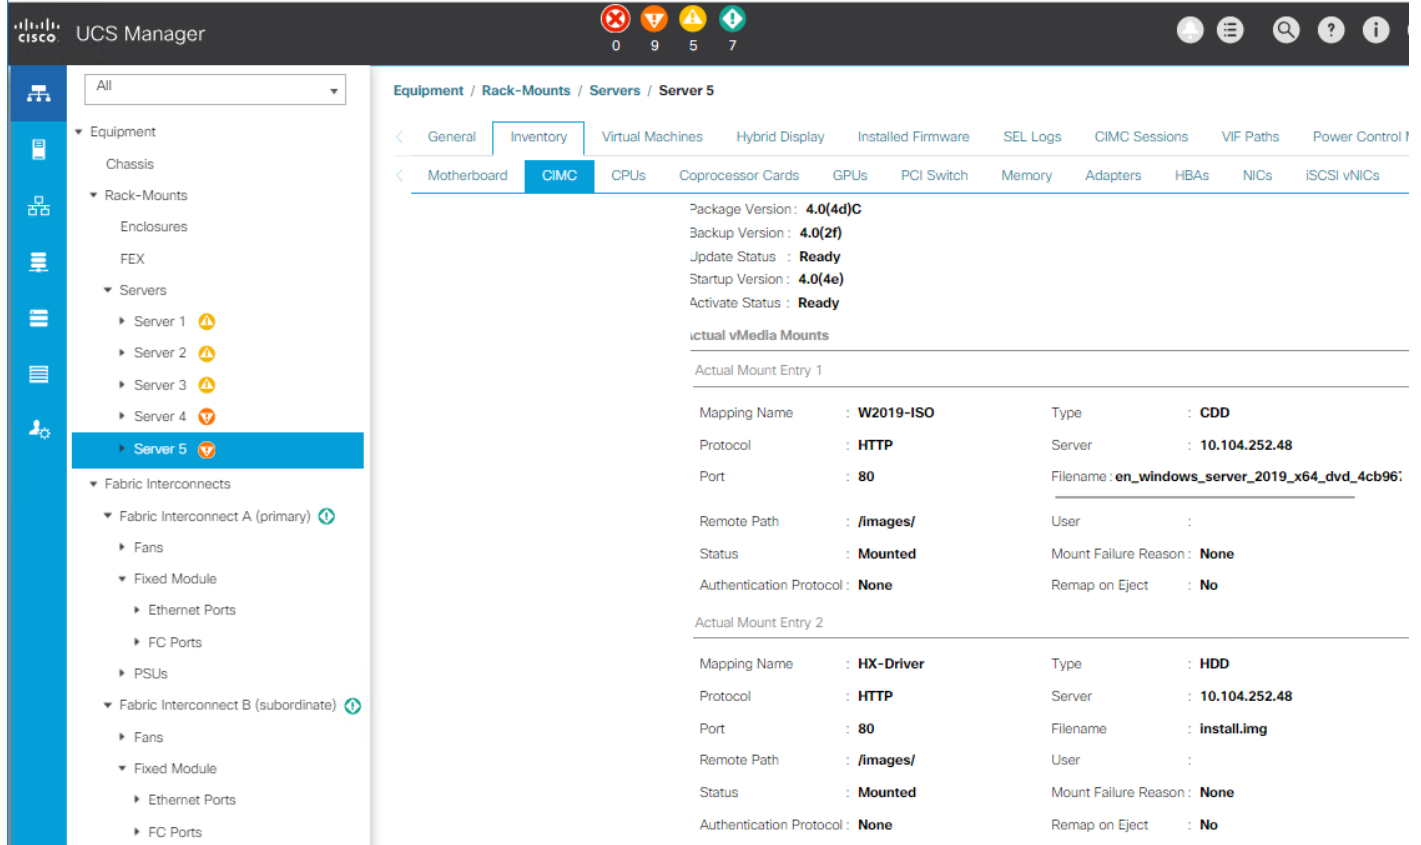 cisco UCS Manager
0 9 5 7
All
Equipment
Chassis
Rack-Mounts
Enclosures
FEX
Servers
Server 1
Server 2
Server 3
Server 4
Server 5
Fabric Interconnects
Fabric Interconnect A (primary)
Fans
Fixed Module
Ethernet Ports
FC Ports
PSUs
Fabric Interconnect B (subordinate)
Fans
Fixed Module
Ethernet Ports
FC Ports
Equipment / Rack-Mounts / Servers / Server 5
General Inventory Virtual Machines Hybrid Display Installed Firmware SEL Logs CIMC Sessions VIF Paths Power Control
Motherboard CIMC CPUs Coprocessor Cards GPUs PCI Switch Memory Adapters HBAs NICs iSCSI vNICs
Package Version : 4.0(4d)C
Backup Version : 4.0(2f)
Update Status : Ready
Startup Version : 4.0(4e)
Activate Status : Ready
Actual vMedia Mounts
Actual Mount Entry 1
Mapping Name : W2019-ISO Type : CDD
Protocol : HTTP Server : 10.104.252.48
Port : 80 Filename : en_windows_server_2019_x64_dvd_4cb967
Remote Path : /images/ User :
Status : Mounted Mount Failure Reason : None
Authentication Protocol : None Remap on Eject : No
Actual Mount Entry 2
Mapping Name : HX-Driver Type : HDD
Protocol : HTTP Server : 10.104.252.48
Port : 80 Filename : install.img
Remote Path : /images/ User :
Status : Mounted Mount Failure Reason : None
Authentication Protocol : None Remap on Eject : No